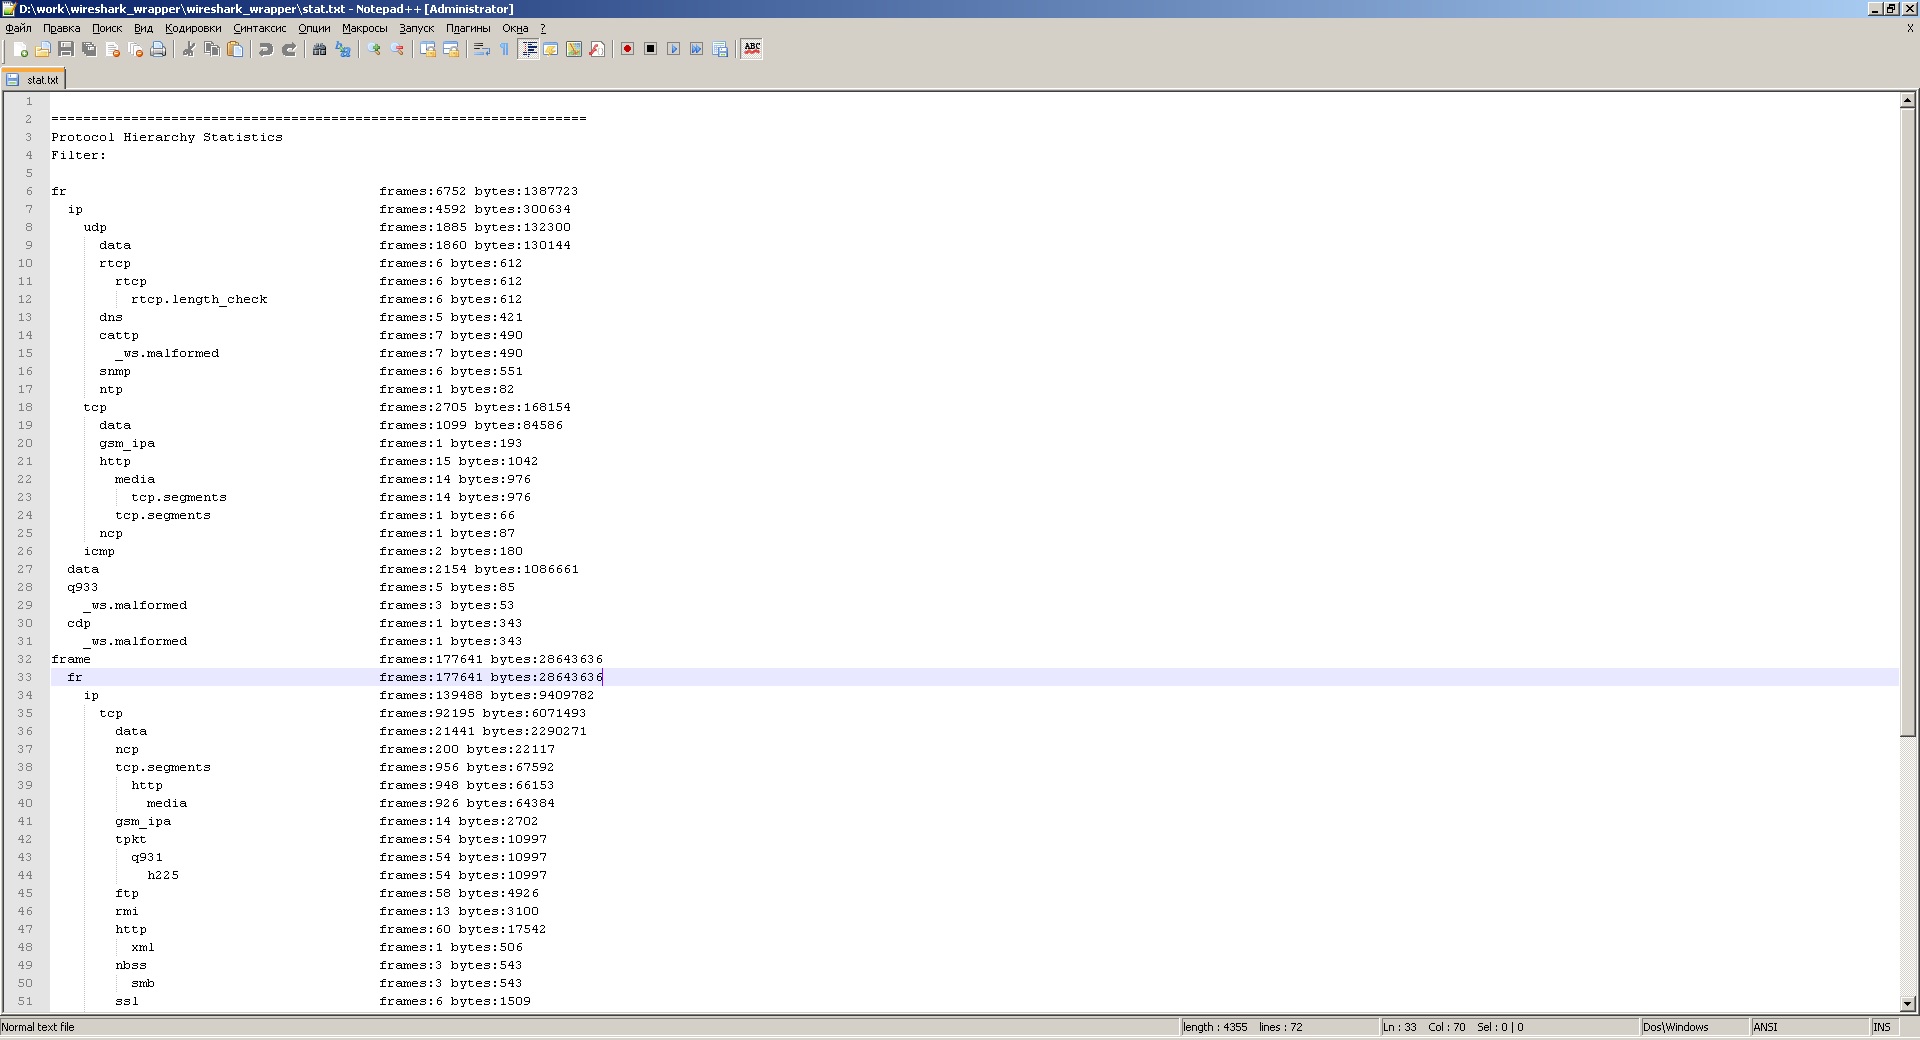 D:\work\wireshark_wrapper\wireshark_wrapper\stat.txt - Notepad++ [Administrator]
Файл Правка Поиск Вид Кодировки Синтаксис Опции Макросы Запуск Плагины Окна ? X
ABC
stat.txt
1
2 ===================================================================
3 Protocol Hierarchy Statistics
4 Filter:
5
6 fr frames:6752 bytes:1387723
7 ip frames:4592 bytes:300634
8 udp frames:1885 bytes:132300
9 data frames:1860 bytes:130144
10 rtcp frames:6 bytes:612
11 rtcp frames:6 bytes:612
12 rtcp.length_check frames:6 bytes:612
13 dns frames:5 bytes:421
14 cattp frames:7 bytes:490
15 _ws.malformed frames:7 bytes:490
16 snmp frames:6 bytes:551
17 ntp frames:1 bytes:82
18 tcp frames:2705 bytes:168154
19 data frames:1099 bytes:84586
20 gsm_ipa frames:1 bytes:193
21 http frames:15 bytes:1042
22 media frames:14 bytes:976
23 tcp.segments frames:14 bytes:976
24 tcp.segments frames:1 bytes:66
25 ncp frames:1 bytes:87
26 icmp frames:2 bytes:180
27 data frames:2154 bytes:1086661
28 q933 frames:5 bytes:85
29 _ws.malformed frames:3 bytes:53
30 cdp frames:1 bytes:343
31 _ws.malformed frames:1 bytes:343
32 frame frames:177641 bytes:28643636
33 fr frames:177641 bytes:28643636
34 ip frames:139488 bytes:9409782
35 tcp frames:92195 bytes:6071493
36 data frames:21441 bytes:2290271
37 ncp frames:200 bytes:22117
38 tcp.segments frames:956 bytes:67592
39 http frames:948 bytes:66153
40 media frames:926 bytes:64384
41 gsm_ipa frames:14 bytes:2702
42 tpkt frames:54 bytes:10997
43 q931 frames:54 bytes:10997
44 h225 frames:54 bytes:10997
45 ftp frames:58 bytes:4926
46 rmi frames:13 bytes:3100
47 http frames:60 bytes:17542
48 xml frames:1 bytes:506
49 nbss frames:3 bytes:543
50 smb frames:3 bytes:543
51 ssl frames:6 bytes:1509
Normal text file length : 4355 lines : 72 Ln : 33 Col : 70 Sel : 0 | 0 Dos\Windows ANSI INS